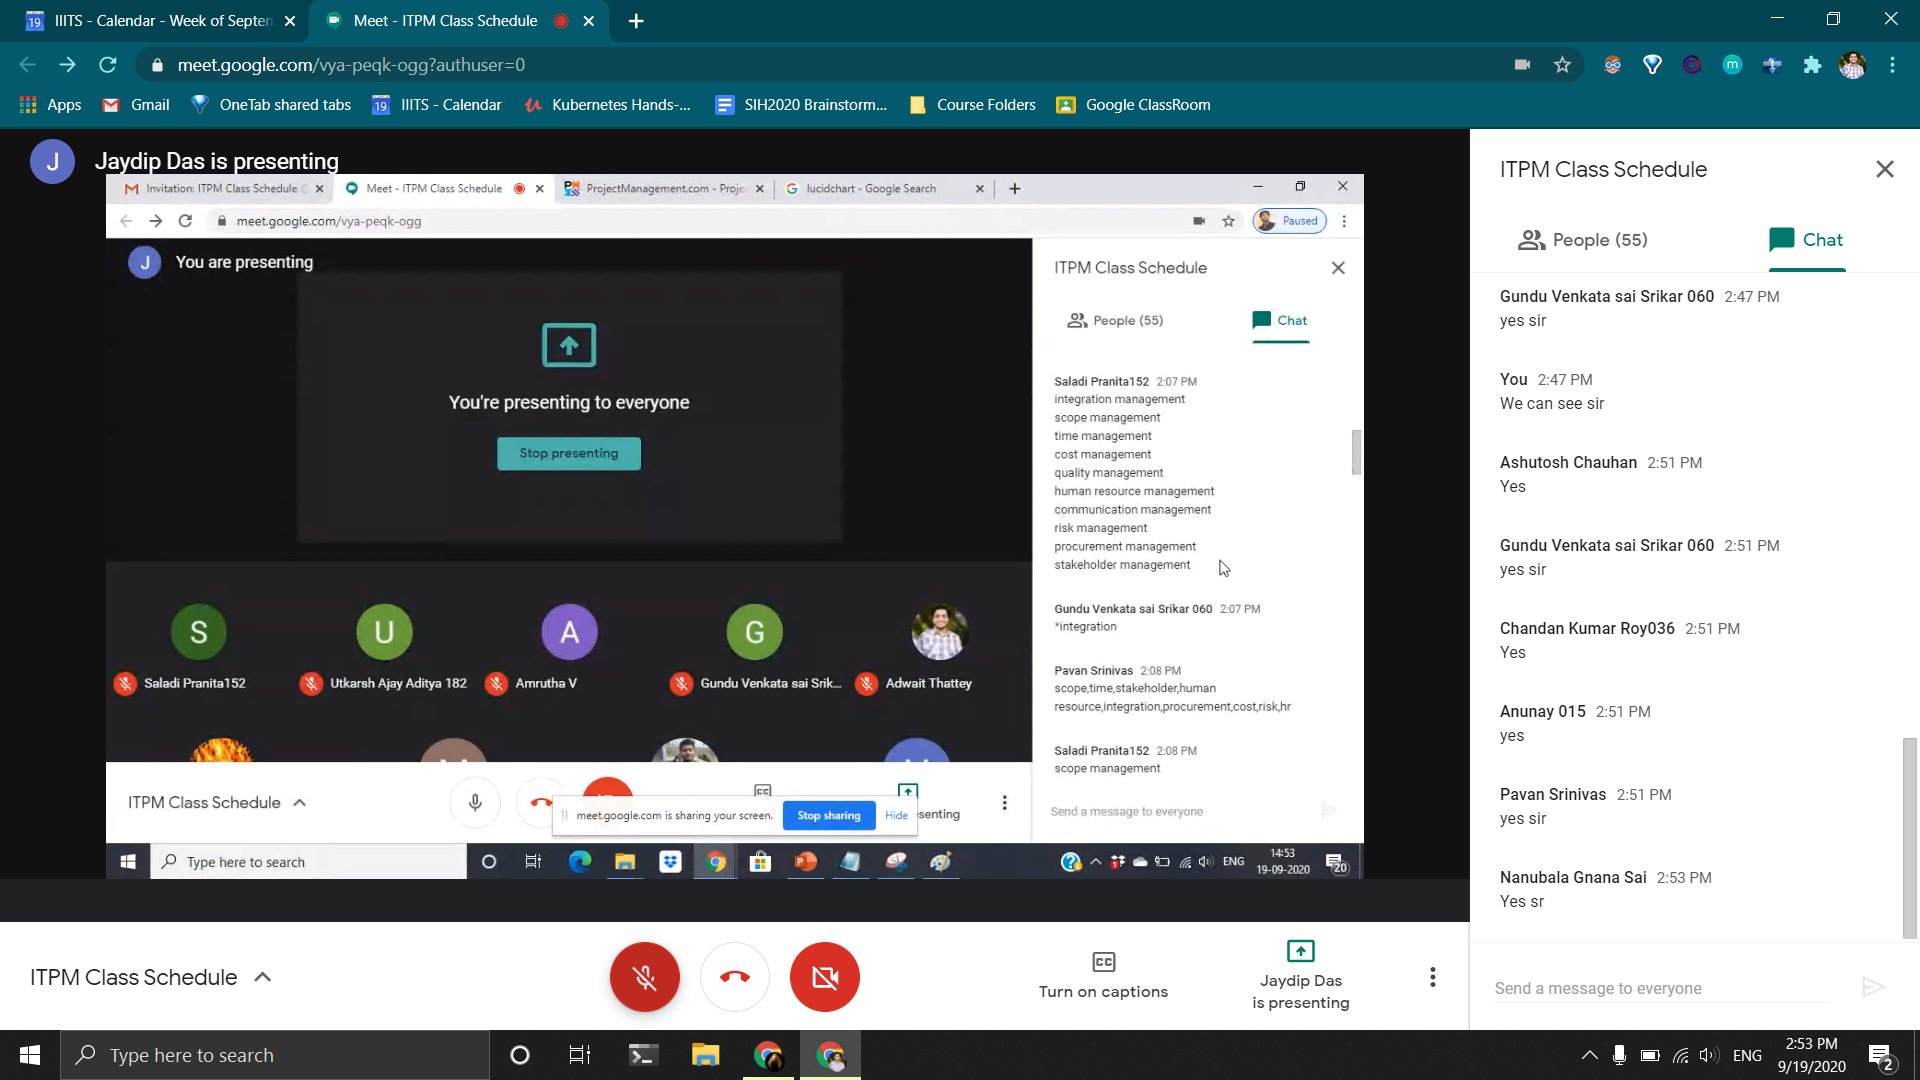 IIITS - Calendar - Week of Septen
Meet - ITPM Class Schedule
meet.google.com/vya-peqk-ogg?authuser=0
Apps
Gmail
OneTab shared tabs
19
IIITS - Calendar
Kubernetes Hands-...
SIH2020 Brainstorm...
Course Folders
Google ClassRoom
J
Jaydip Das is presenting
Invitation: ITPM Class Schedule
Meet - ITPM Class Schedule
ProjectManagement.com - Proje
lucidchart - Google Search
meet.google.com/vya-peqk-ogg
Paused
J
You are presenting
You're presenting to everyone
Stop presenting
S
U
A
G
Saladi Pranita152
Utkarsh Ajay Aditya 182
Amrutha V
Gundu Venkata sai Srik...
Adwait Thattey
ITPM Class Schedule
meet.google.com is sharing your screen.
Stop sharing
Hide
senting
ITPM Class Schedule
People (55)
Chat
Saladi Pranita152 2:07 PM
integration management
scope management
time management
cost management
quality management
human resource management
communication management
risk management
procurement management
stakeholder management
Gundu Venkata sai Srikar 060 2:07 PM
*integration
Pavan Srinivas 2:08 PM
scope,time,stakeholder,human
resource,integration,procurement,cost,risk,hr
Saladi Pranita152 2:08 PM
scope management
Send a message to everyone
Type here to search
ENG
14:53
19-09-2020
20
ITPM Class Schedule
People (55)
Chat
Gundu Venkata sai Srikar 060 2:47 PM
yes sir
You 2:47 PM
We can see sir
Ashutosh Chauhan 2:51 PM
Yes
Gundu Venkata sai Srikar 060 2:51 PM
yes sir
Chandan Kumar Roy036 2:51 PM
Yes
Anunay 015 2:51 PM
yes
Pavan Srinivas 2:51 PM
yes sir
Nanubala Gnana Sai 2:53 PM
Yes sr
Send a message to everyone
ITPM Class Schedule
CC
Turn on captions
Jaydip Das
is presenting
Type here to search
ENG
2:53 PM
9/19/2020
2